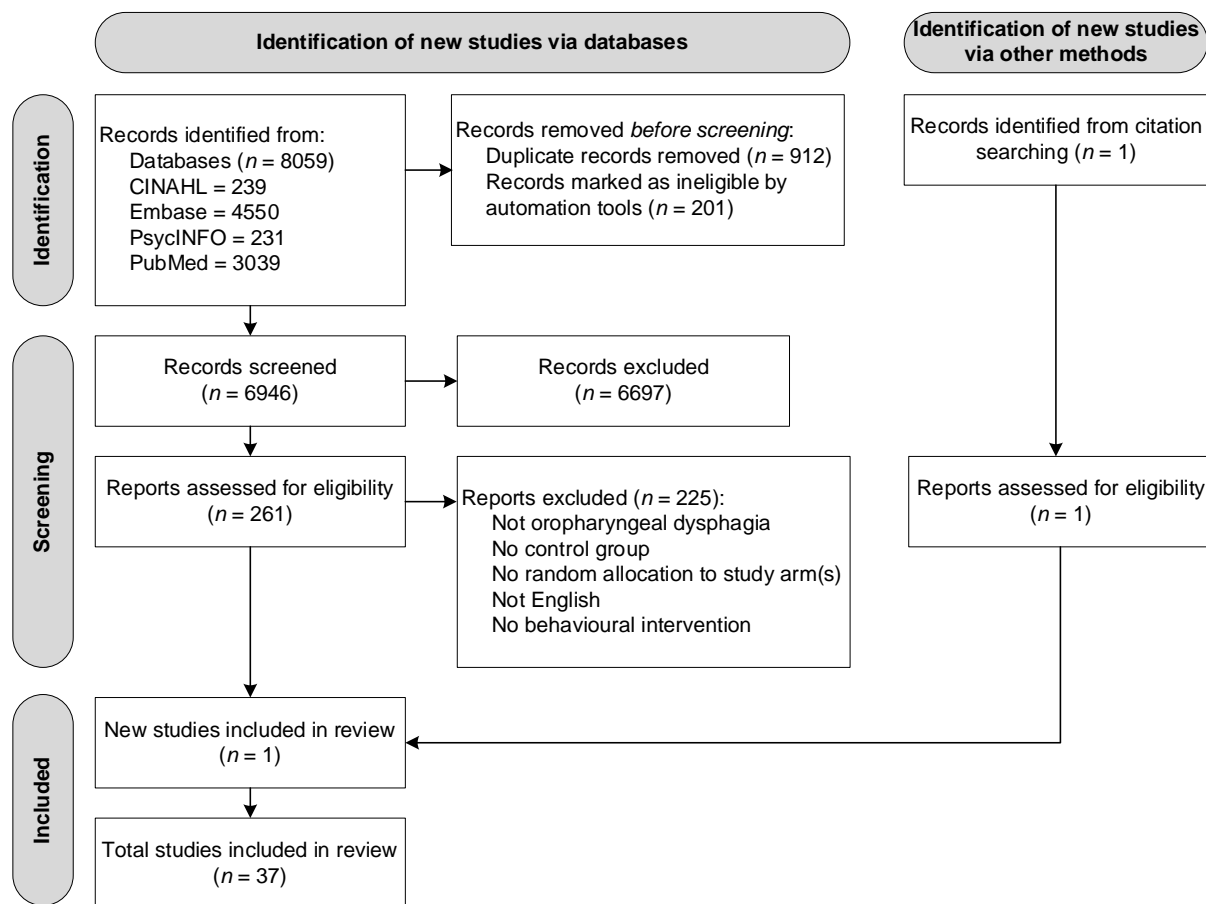 Identification of new studies via databases
Identification of new studies
via other methods
Identification
Records identified from:
Databases (n = 8059)
CINAHL = 239
Embase = 4550
PsycINFO = 231
PubMed = 3039
Records removed before screening:
Duplicate records removed (n = 912)
Records marked as ineligible by
automation tools (n = 201)
Records identified from citation
searching (n = 1)
Screening
Records screened
(n = 6946)
Records excluded
(n = 6697)
Reports assessed for eligibility
(n = 261)
Reports excluded (n = 225):
Not oropharyngeal dysphagia
No control group
No random allocation to study arm(s)
Not English
No behavioural intervention
Reports assessed for eligibility
(n = 1)
Included
New studies included in review
(n = 1)
Total studies included in review
(n = 37)